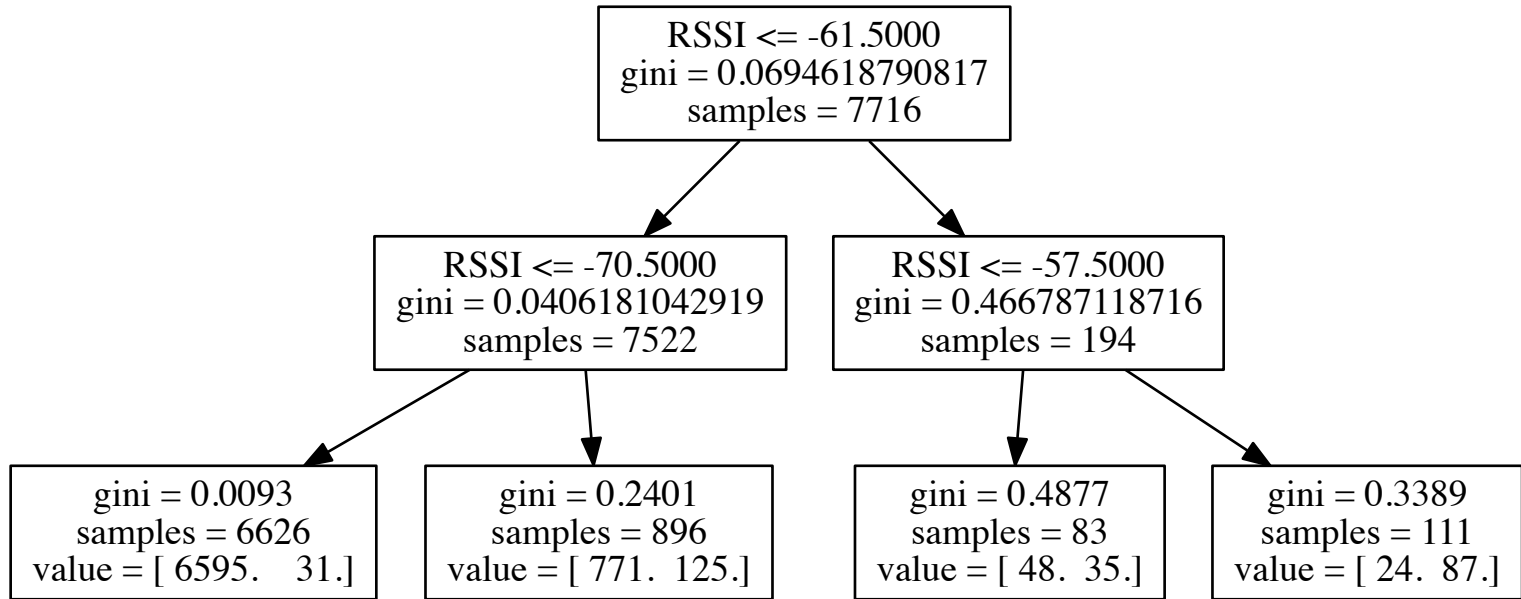 RSSI <= -61.5000
gini = 0.0694618790817
samples = 7716
RSSI <= -70.5000
gini = 0.0406181042919
samples = 7522
RSSI <= -57.5000
gini = 0.466787118716
samples = 194
gini = 0.0093
samples = 6626
value = [ 6595.    31.]
gini = 0.2401
samples = 896
value = [ 771.  125.]
gini = 0.4877
samples = 83
value = [ 48.  35.]
gini = 0.3389
samples = 111
value = [ 24.  87.]